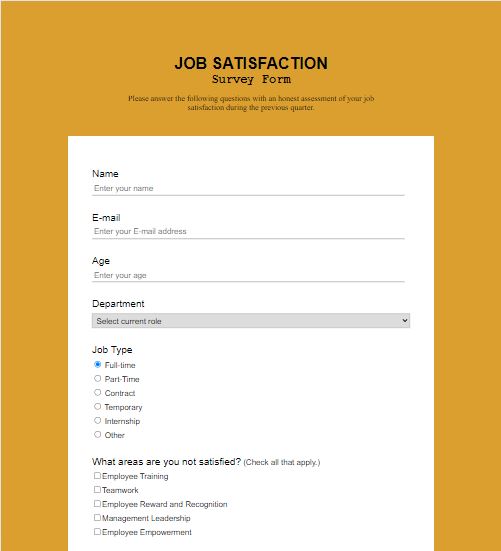 JOB SATISFACTION
Survey Form
Please answer the following questions with an honest assessment of your job
satisfaction during the previous quarter.
Name
Enter your name
E-mail
Enter your E-mail address
Age
Enter your age
Department
Select current role
Job Type
Full-time
Part-Time
Contract
Temporary
Internship
Other
What areas are you not satisfied? (Check all that apply.)
Employee Training
Teamwork
Employee Reward and Recognition
Management Leadership
Employee Empowerment